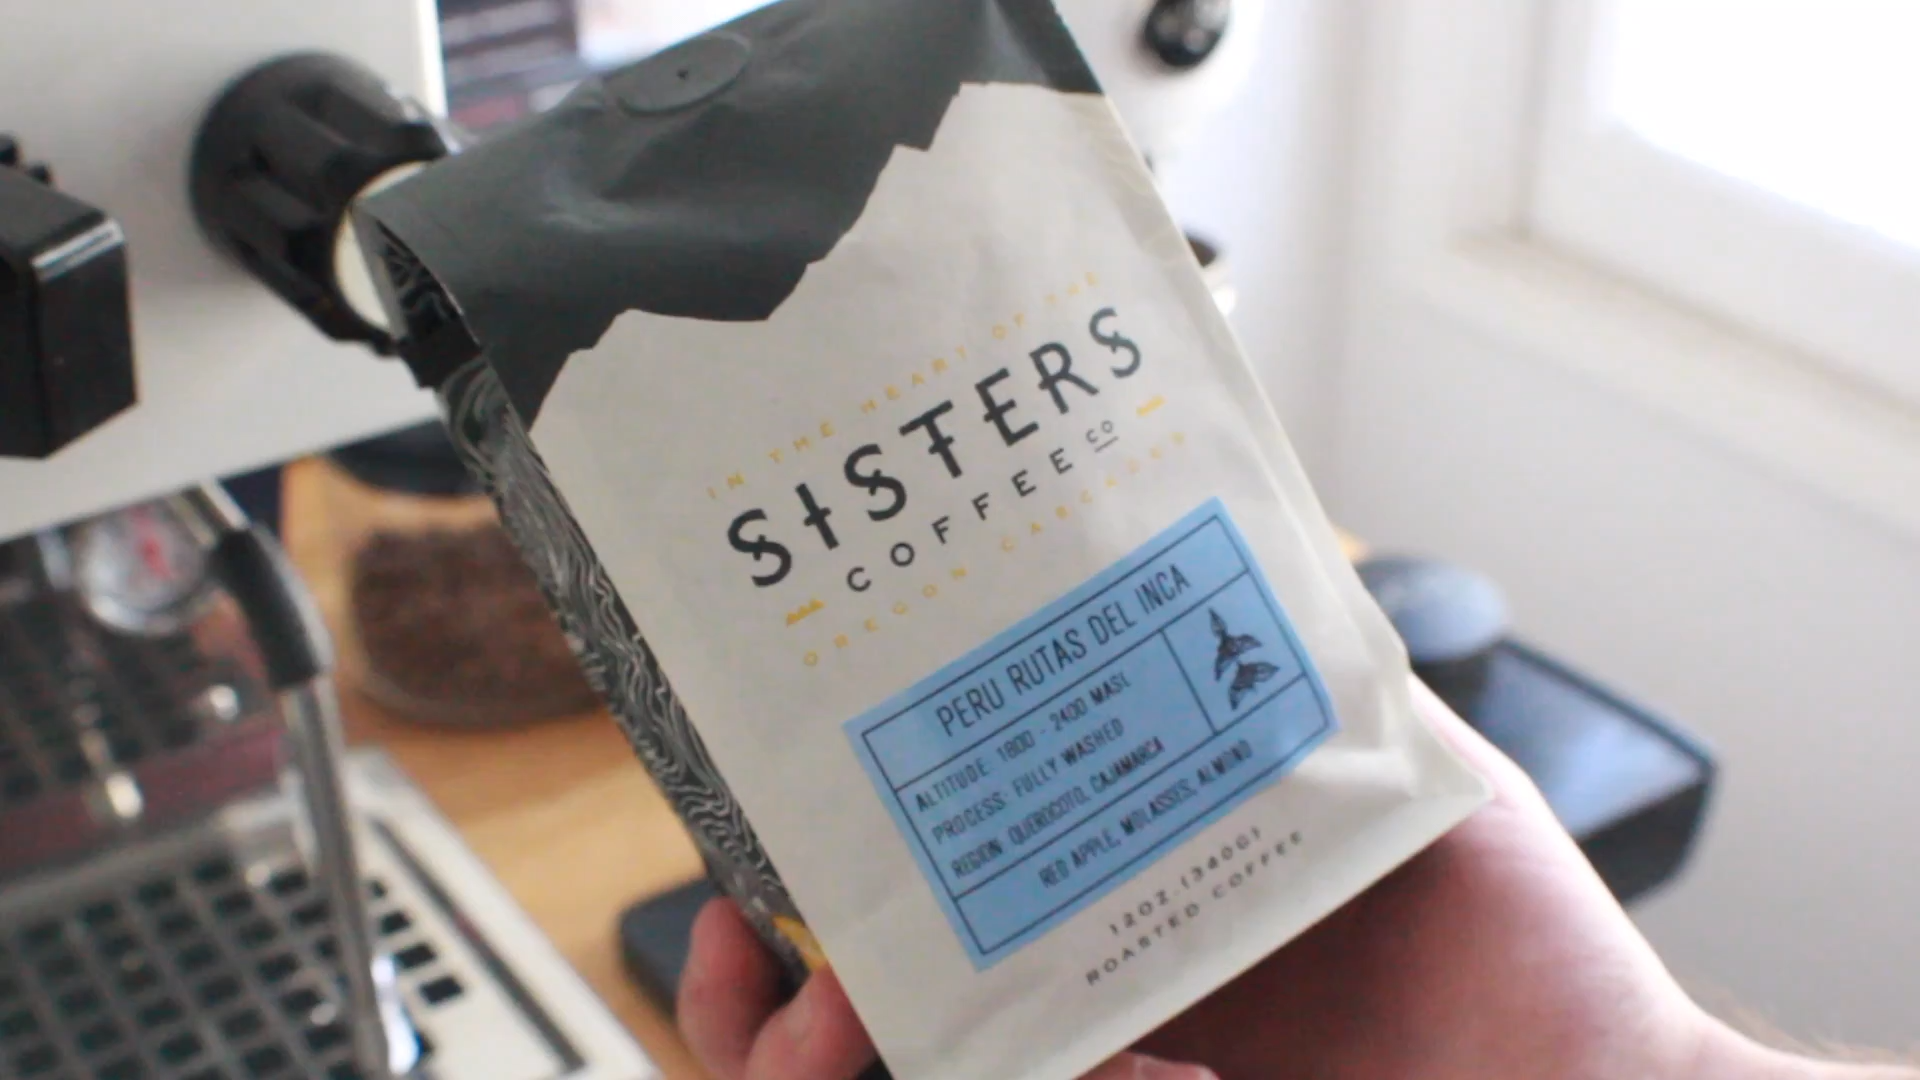 IN THE HEART OF THE
SISTERS
COFFEE CO
OREGON CASCADES
PERU RUTAS DEL INCA
ALTITUDE: 1800 - 2400 MASL
PROCESS: FULLY WASHED
REGION: QUEROCOTO, CAJAMARCA
RED APPLE, MOLASSES, ALMOND
12OZ. (340G)
ROASTED COFFEE